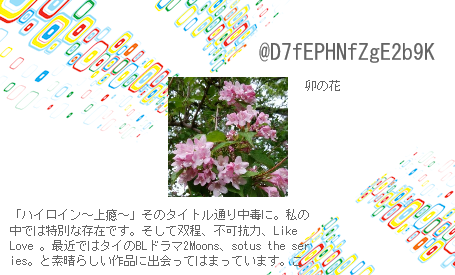 @D7fEPHNfZgE2b9K
卯の花
「ハイロイン～上癮～」そのタイトル通り中毒に。私の
中では特別な存在です。そして双程、不可抗力、Like
Love 。最近ではタイのBLドラマ2Moons、sotus the ser
ies。と素晴らしい作品に出会ってはまっています。こ